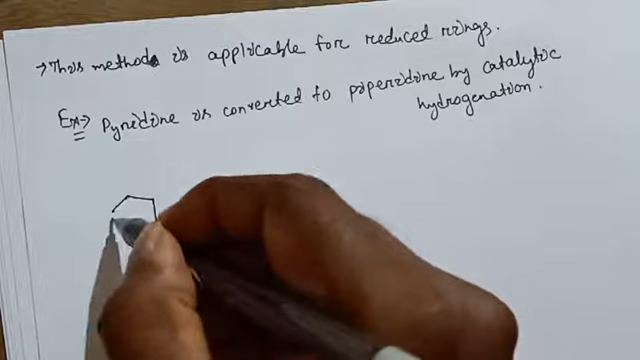 → This method is applicable for reduced rings.
Ex → Pyridine is converted to piperidine by catalytic
hydrogenation.